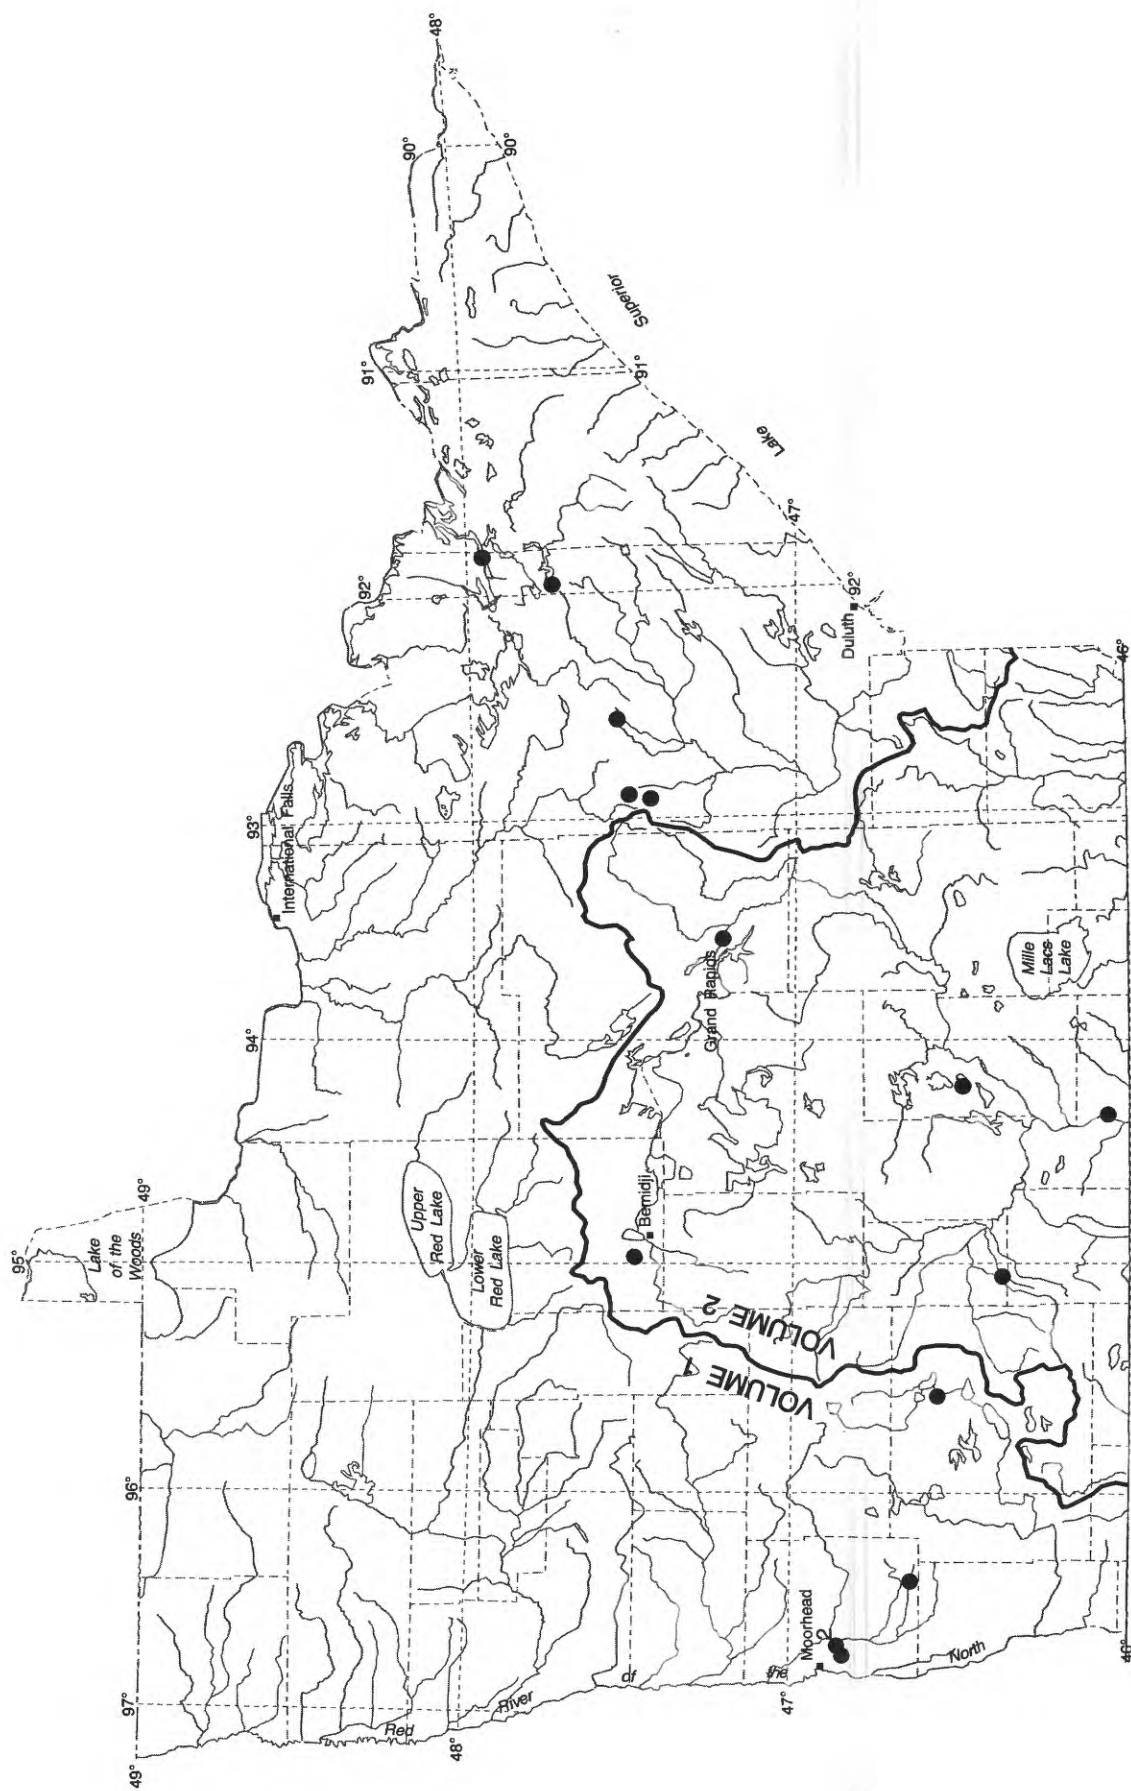 48°
90°
90°
91°
91°
Superior
Lake
92°
92°
47°
Duluth
93°
International Falls
46°
94°
Grand Rapids
Mille
Lacs
Lake
49°
95°
Lake
of the
Woods
Upper
Red Lake
Lower
Red Lake
Bemidji
VOLUME 2
VOLUME 1
96°
2
Moorhead
97°
49°
48°
47°
46°
Red
River
of
the
North